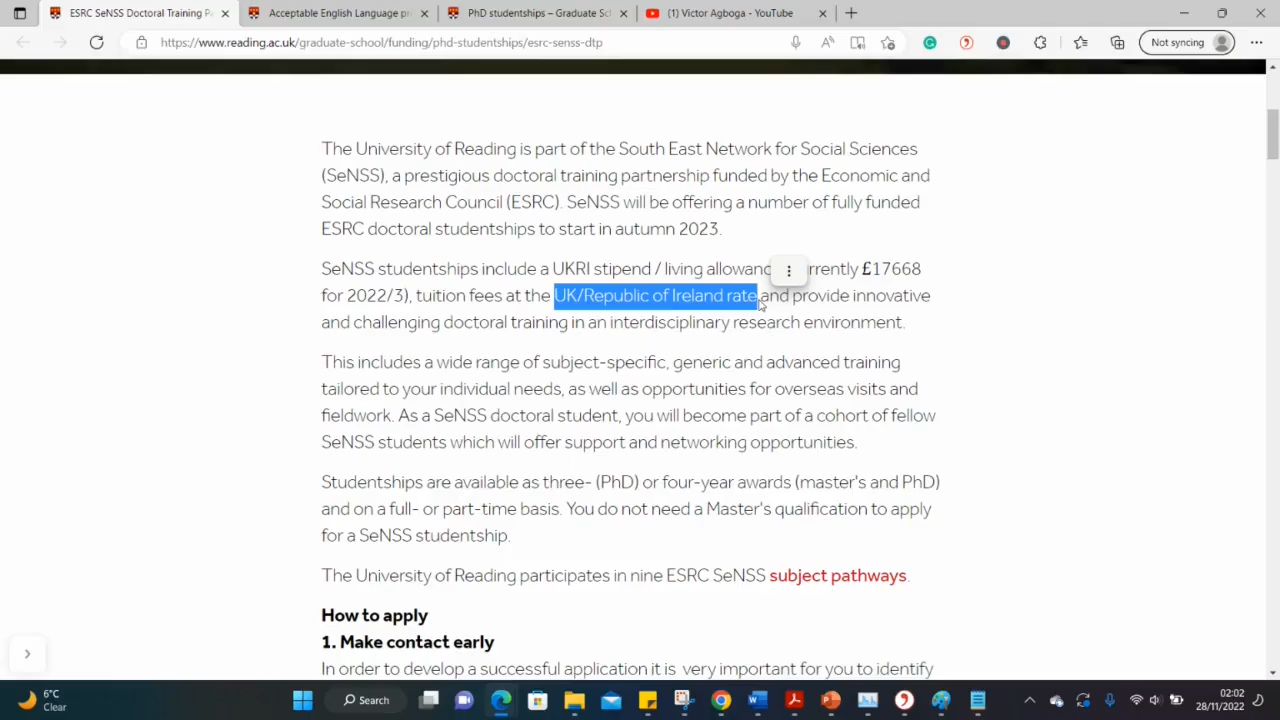 ESRC SeNSS Doctoral Training Pa
Acceptable English Language pr
PhD studentships – Graduate Sc
(1) Victor Agboga - YouTube
https://www.reading.ac.uk/graduate-school/funding/phd-studentships/esrc-senss-dtp
Not syncing
The University of Reading is part of the South East Network for Social Sciences
(SeNSS), a prestigious doctoral training partnership funded by the Economic and
Social Research Council (ESRC). SeNSS will be offering a number of fully funded
ESRC doctoral studentships to start in autumn 2023.
SeNSS studentships include a UKRI stipend / living allowanc rrently £17668
for 2022/3), tuition fees at the UK/Republic of Ireland rate and provide innovative
and challenging doctoral training in an interdisciplinary research environment.
This includes a wide range of subject-specific, generic and advanced training
tailored to your individual needs, as well as opportunities for overseas visits and
fieldwork. As a SeNSS doctoral student, you will become part of a cohort of fellow
SeNSS students which will offer support and networking opportunities.
Studentships are available as three- (PhD) or four-year awards (master's and PhD)
and on a full- or part-time basis. You do not need a Master's qualification to apply
for a SeNSS studentship.
The University of Reading participates in nine ESRC SeNSS subject pathways.
How to apply
1. Make contact early
In order to develop a successful application it is very important for you to identify
6°C
Clear
Search
02:02
28/11/2022